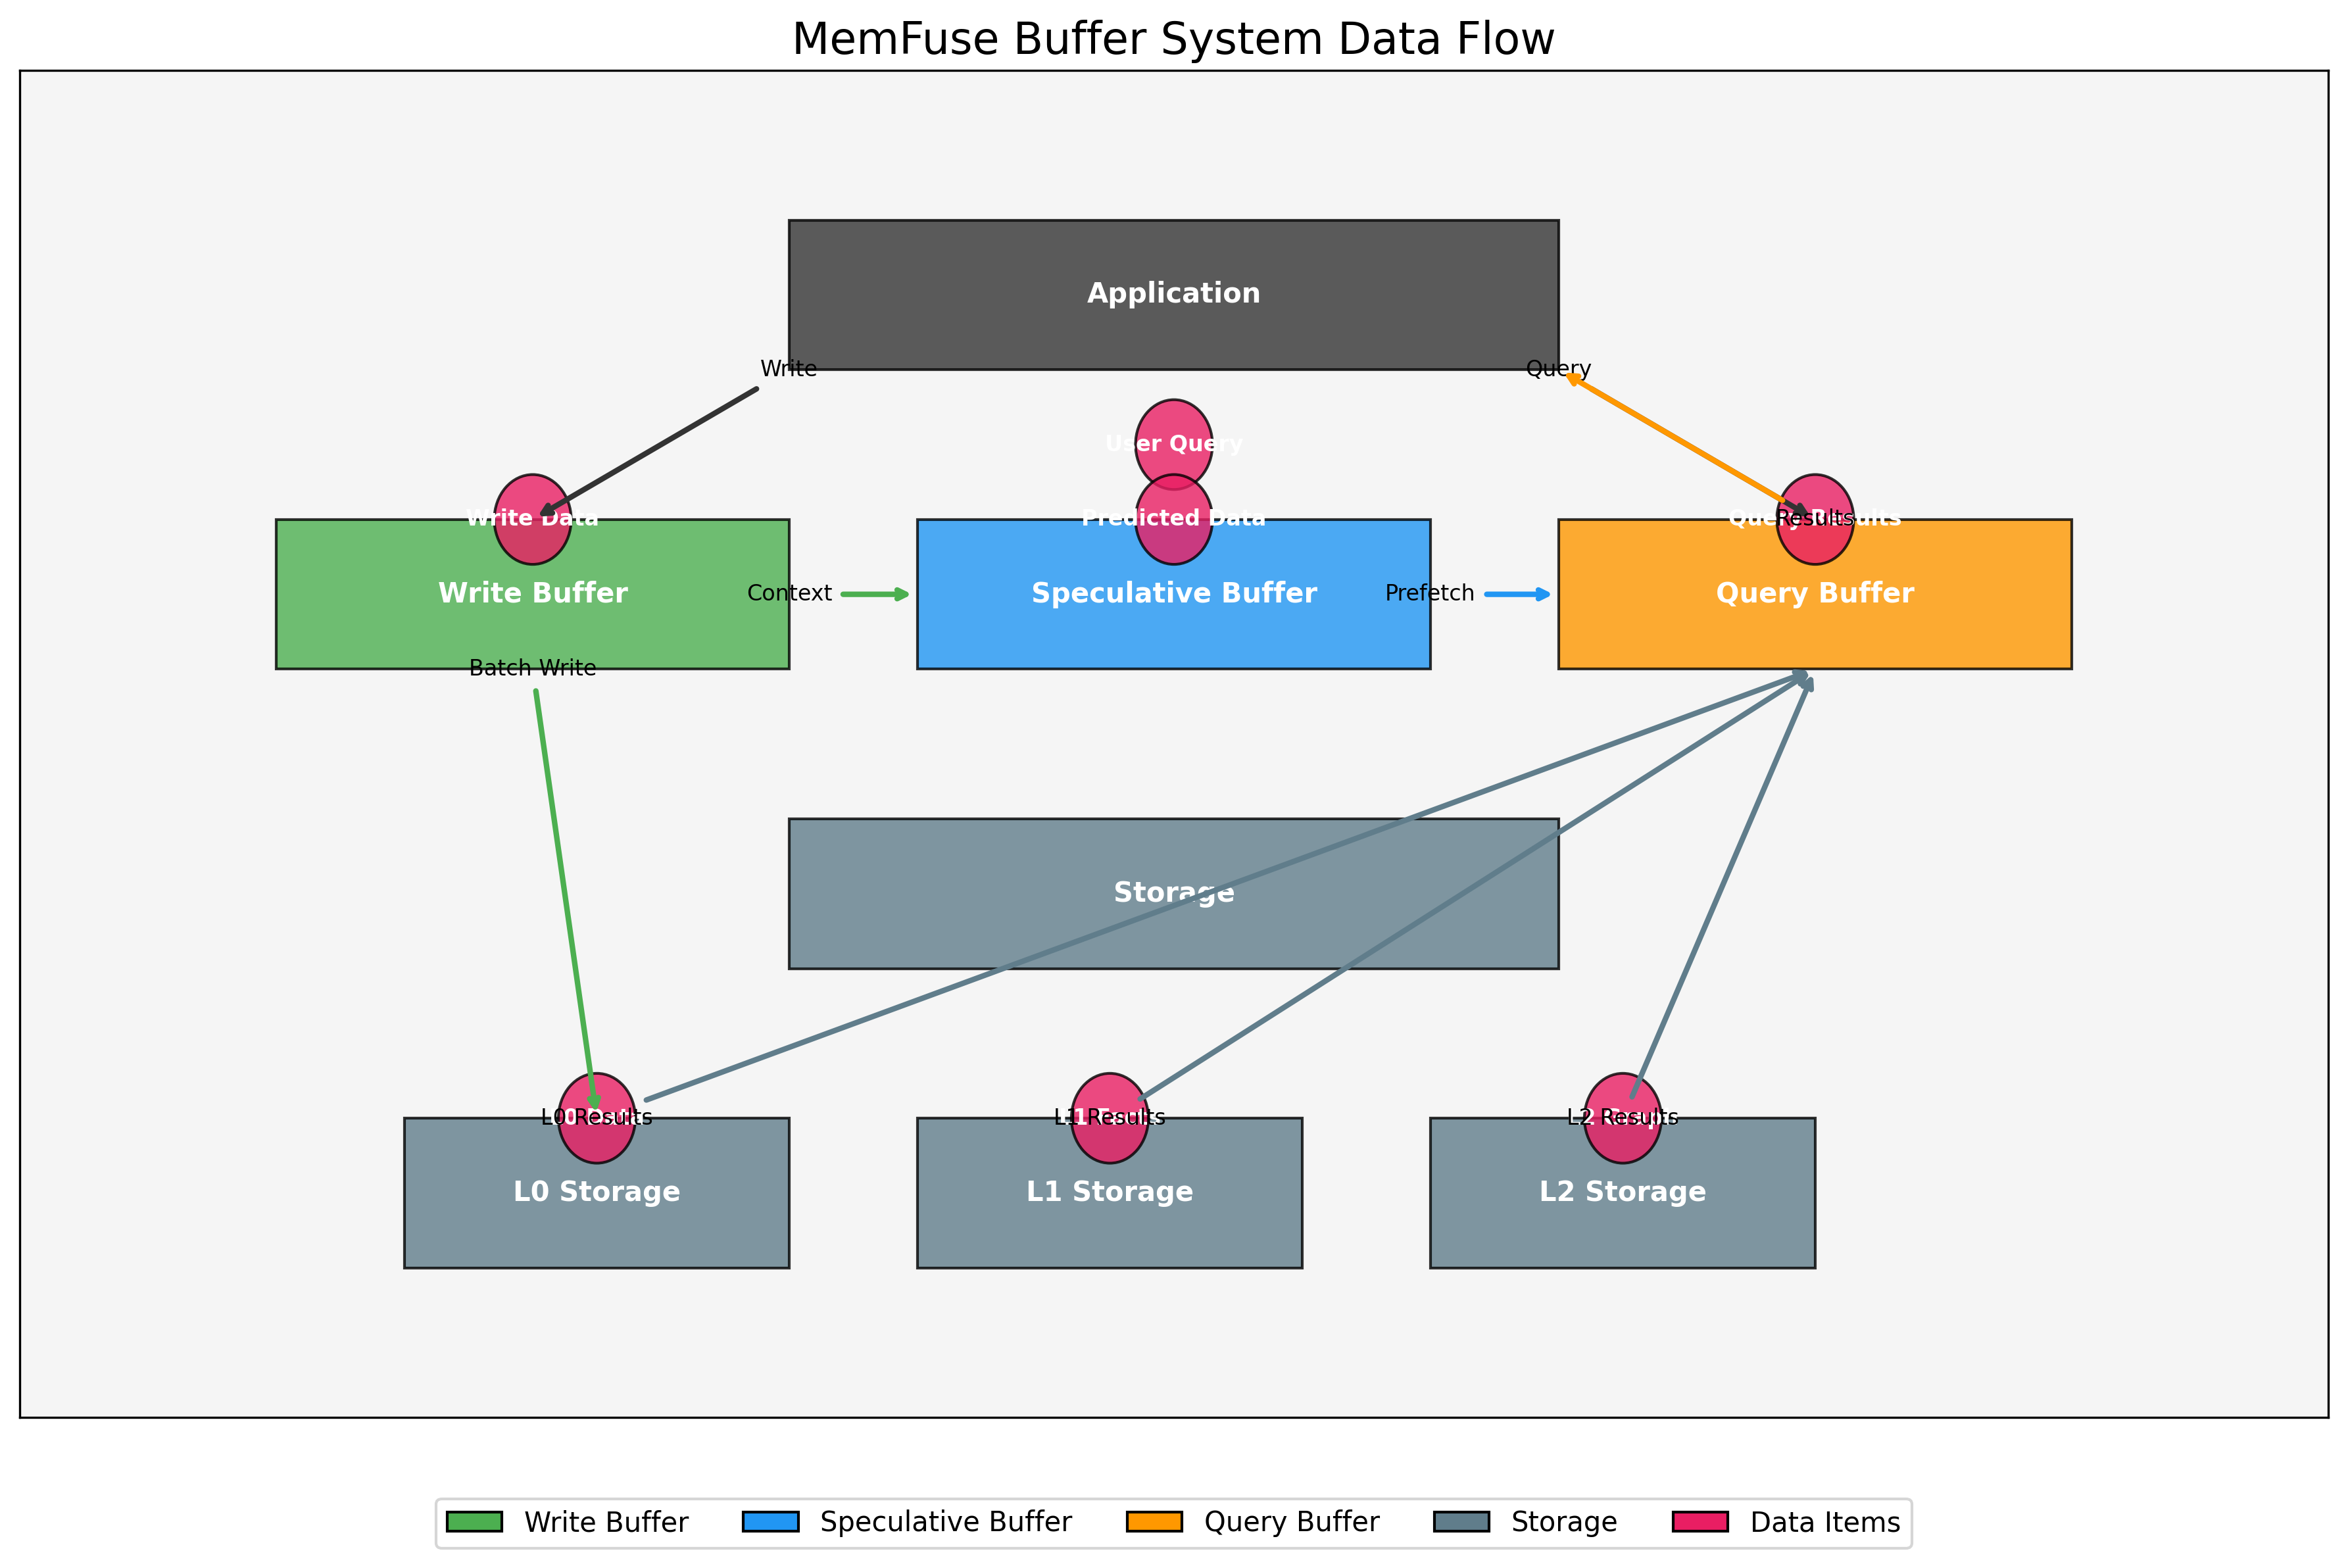 MemFuse Buffer System Data Flow
Application
Write
Query
User Query
Write Data
Predicted Data
Query Results
Results
Write Buffer
Context
Speculative Buffer
Prefetch
Query Buffer
Batch Write
Storage
L0 Results
L1 Results
L2 Results
L0 Storage
L1 Storage
L2 Storage
Write Buffer
Speculative Buffer
Query Buffer
Storage
Data Items